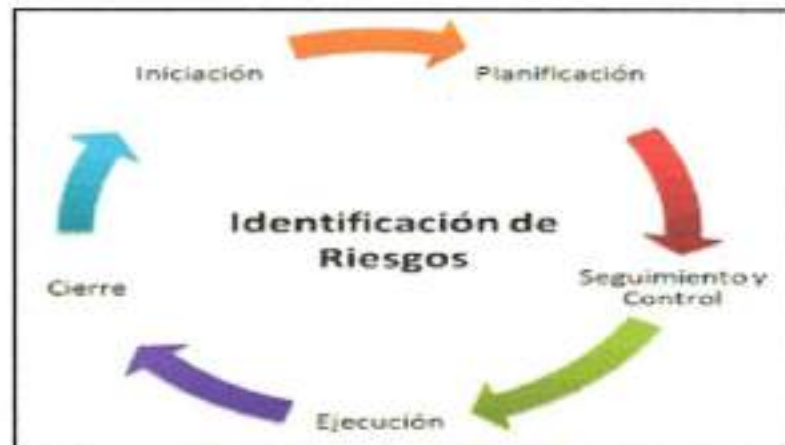 Iniciación
Planificación
Identificación de
Riesgos
Seguimiento y
Control
Cierre
Ejecución